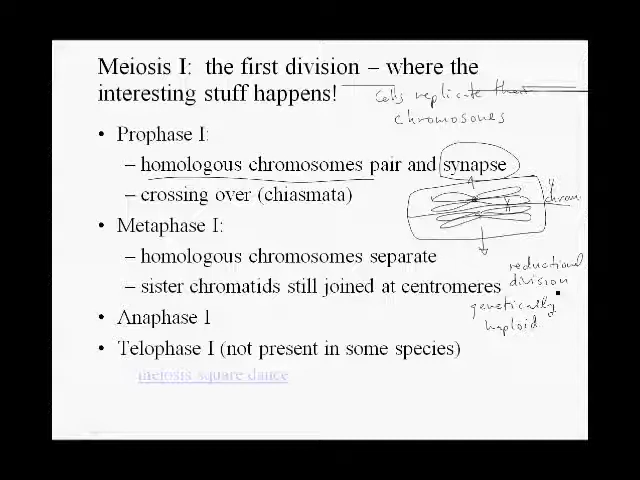 Meiosis I: the first division – where the
interesting stuff happens!
cells replicate their
chromosomes
• Prophase I:
– homologous chromosomes pair and synapse
– crossing over (chiasmata)
• Metaphase I:
– homologous chromosomes separate
– sister chromatids still joined at centromeres
reductional
division
genetically
haploid
• Anaphase I
• Telophase I (not present in some species)
meiosis square dance